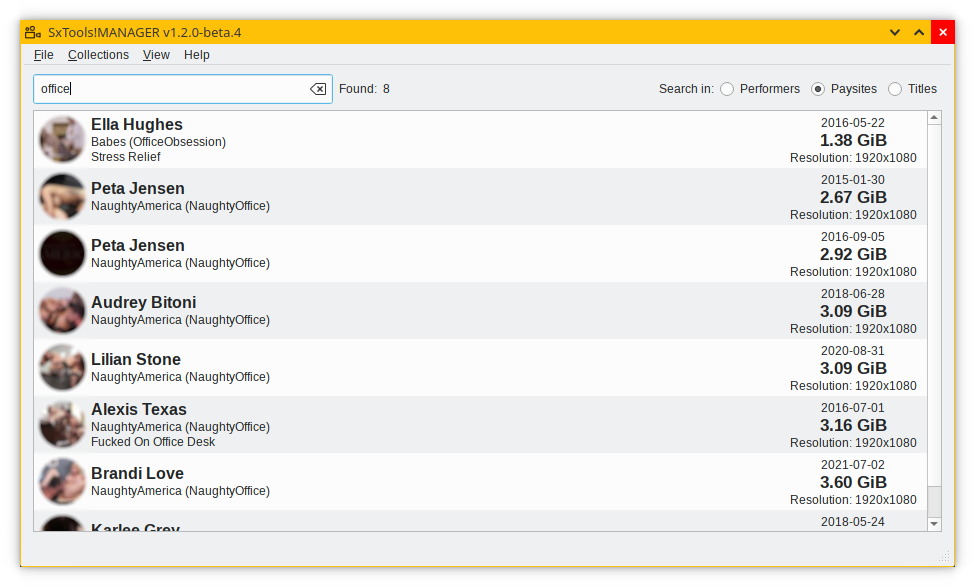 SxTools!MANAGER v1.2.0-beta.4
File Collections View Help
office Found: 8 Search in: Performers Paysites Titles
Ella Hughes 2016-05-22
Babes (OfficeObsession) 1.38 GiB
Stress Relief Resolution: 1920x1080
2015-01-30
Peta Jensen 2.67 GiB
NaughtyAmerica (NaughtyOffice) Resolution: 1920x1080
2016-09-05
Peta Jensen 2.92 GiB
NaughtyAmerica (NaughtyOffice) Resolution: 1920x1080
2018-06-28
Audrey Bitoni 3.09 GiB
NaughtyAmerica (NaughtyOffice) Resolution: 1920x1080
2020-08-31
Lilian Stone 3.09 GiB
NaughtyAmerica (NaughtyOffice) Resolution: 1920x1080
Alexis Texas 2016-07-01
NaughtyAmerica (NaughtyOffice) 3.16 GiB
Fucked On Office Desk Resolution: 1920x1080
2021-07-02
Brandi Love 3.60 GiB
NaughtyAmerica (NaughtyOffice) Resolution: 1920x1080
2018-05-24
Karlee Grey